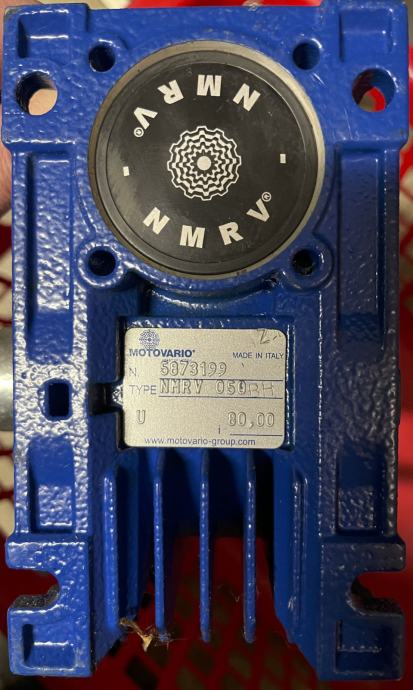 NMRV®
NMRV®
MOTOVARIO®
MADE IN ITALY
N. 5873199
TYPE NMRV 050
U i 80,00
www.motovario-group.com